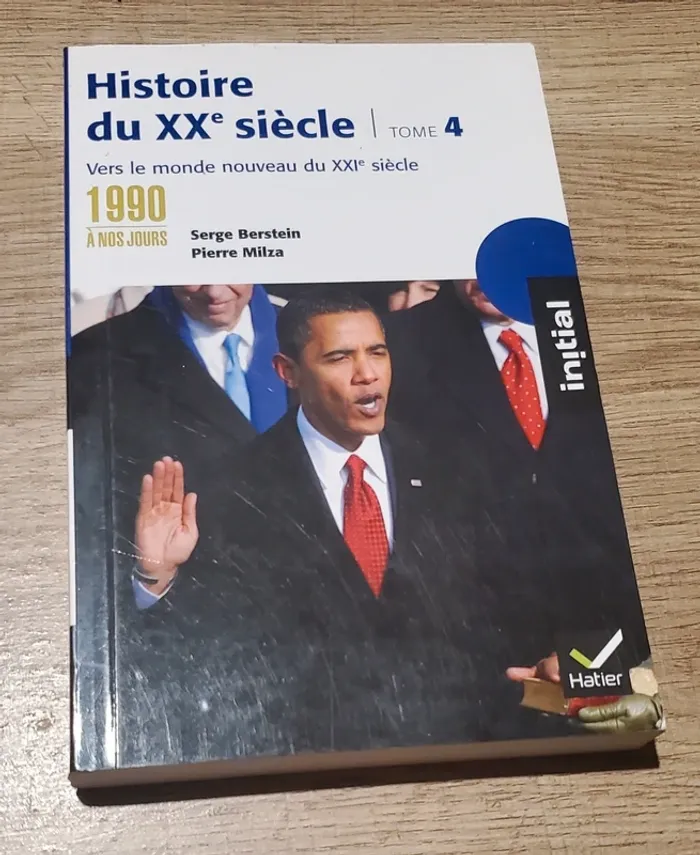 Histoire
du XXe siècle | TOME 4
Vers le monde nouveau du XXIe siècle
1990
À NOS JOURS
Serge Berstein
Pierre Milza
initial
Hatier